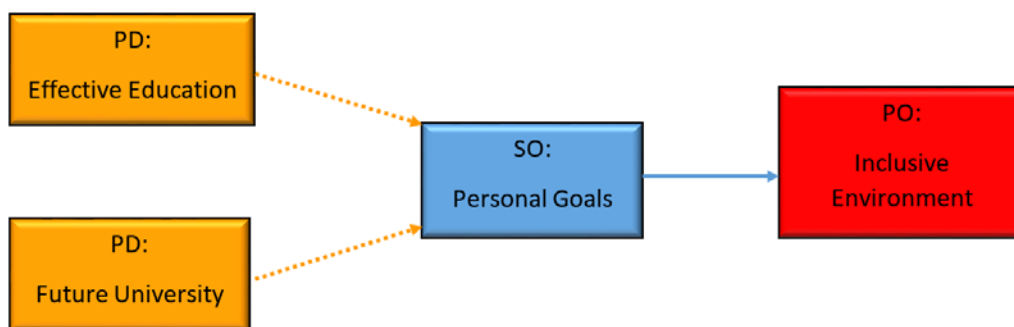 PD:
Effective Education
SO:
Personal Goals
PO:
Inclusive
Environment
PD:
Future University